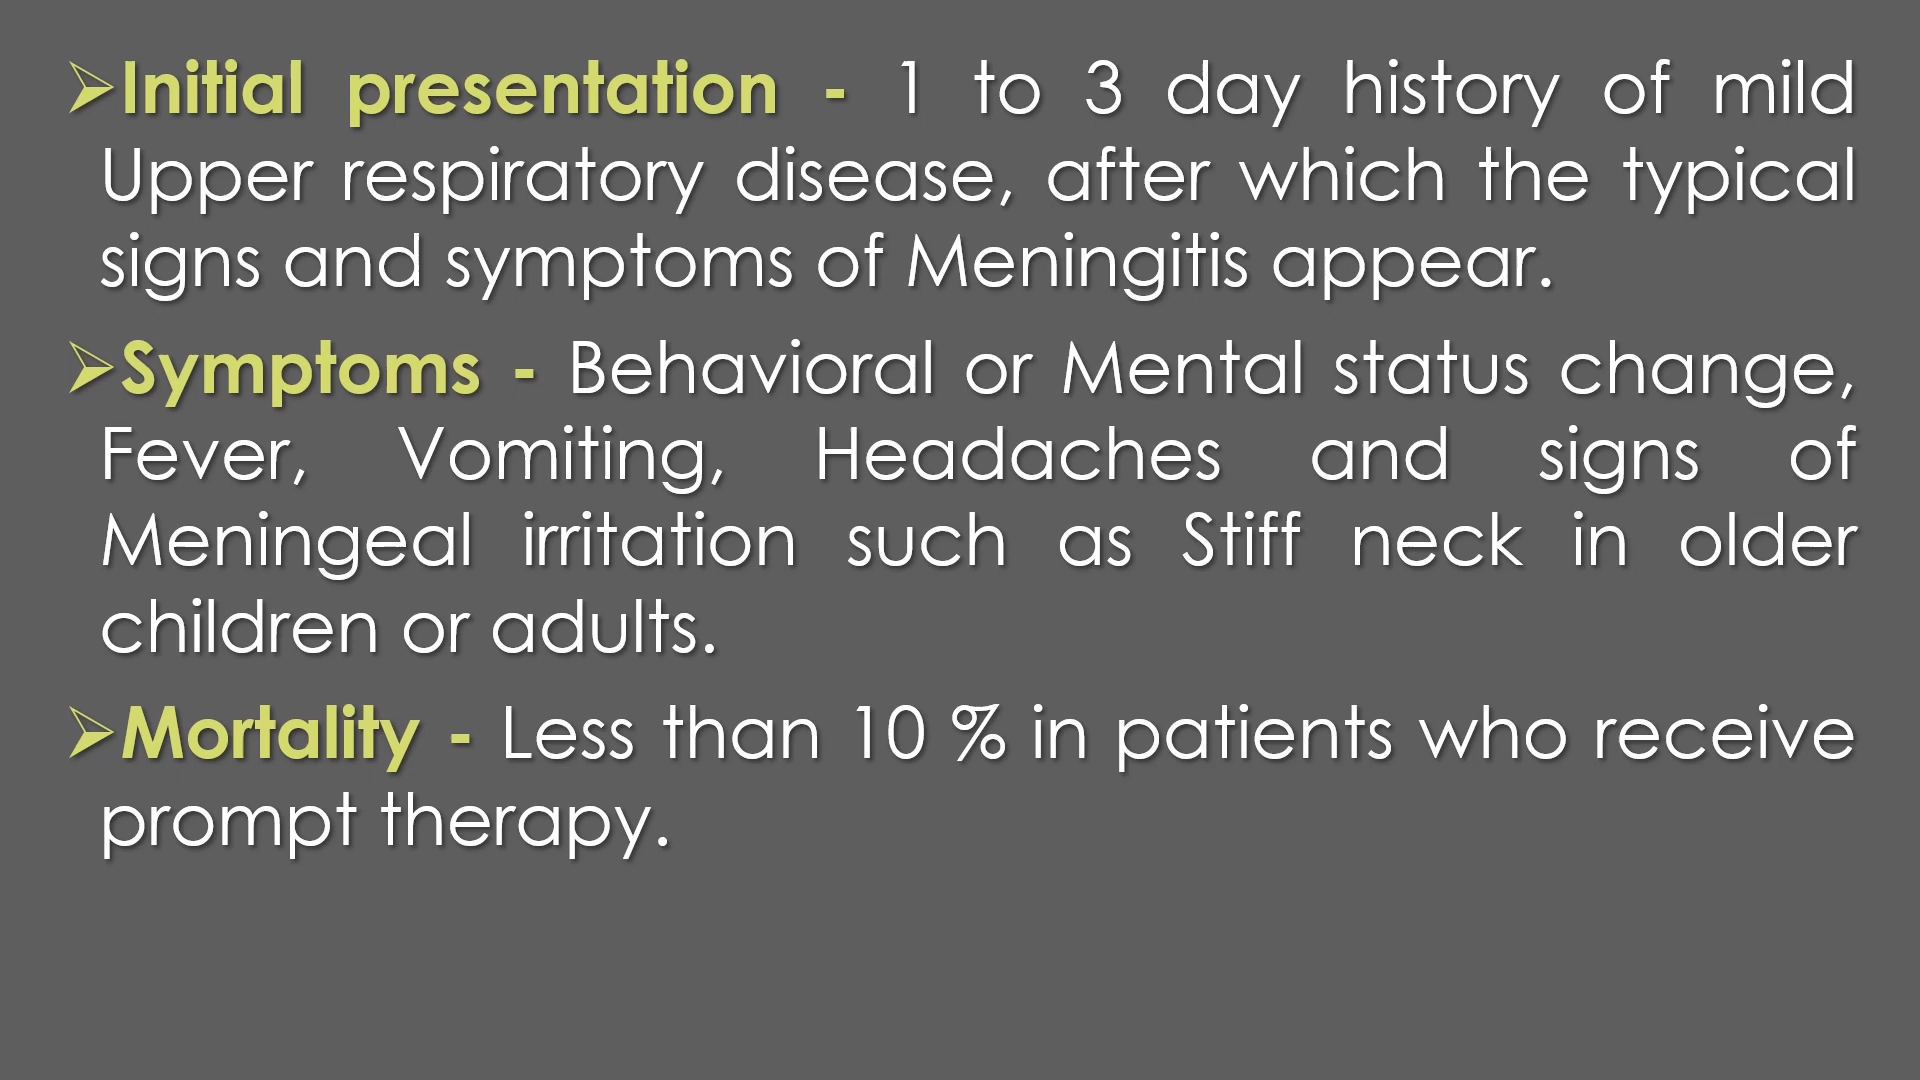 ➢Initial presentation - 1 to 3 day history of mild
Upper respiratory disease, after which the typical
signs and symptoms of Meningitis appear.
➢Symptoms - Behavioral or Mental status change,
Fever, Vomiting, Headaches and signs of
Meningeal irritation such as Stiff neck in older
children or adults.
➢Mortality - Less than 10 % in patients who receive
prompt therapy.